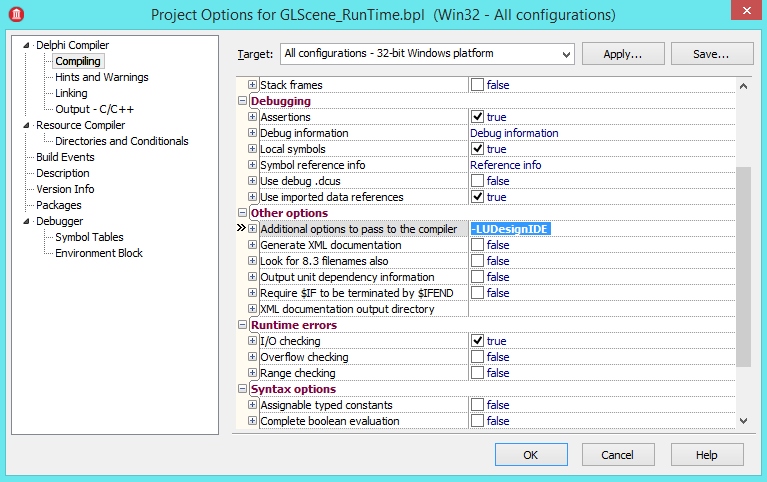 Project Options for GLScene_RunTime.bpl (Win32 - All configurations)
Delphi Compiler
Compiling
Hints and Warnings
Linking
Output - C/C++
Resource Compiler
Directories and Conditionals
Build Events
Description
Version Info
Packages
Debugger
Symbol Tables
Environment Block
Target: All configurations - 32-bit Windows platform
Apply...
Save...
Stack frames false
Debugging
Assertions true
Debug information Debug information
Local symbols true
Symbol reference info Reference info
Use debug .dcus false
Use imported data references true
Other options
Additional options to pass to the compiler -LUDesignIDE
Generate XML documentation false
Look for 8.3 filenames also false
Output unit dependency information false
Require $IF to be terminated by $IFEND false
XML documentation output directory
Runtime errors
I/O checking true
Overflow checking false
Range checking false
Syntax options
Assignable typed constants false
Complete boolean evaluation false
OK
Cancel
Help